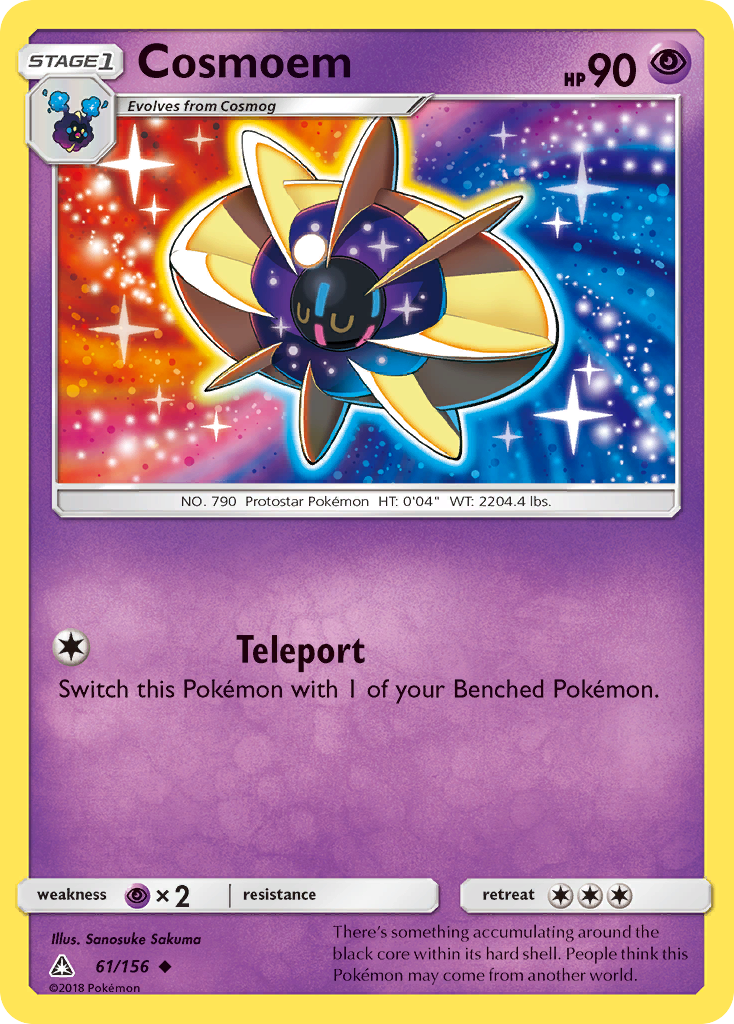 STAGE1
Cosmoem
HP 90
Evolves from Cosmog
NO. 790 Protostar Pokémon HT: 0'04" WT: 2204.4 lbs.
Teleport
Switch this Pokémon with 1 of your Benched Pokémon.
weakness × 2 resistance retreat
Illus. Sanosuke Sakuma
61/156
©2018 Pokémon
There's something accumulating around the
black core within its hard shell. People think this
Pokémon may come from another world.